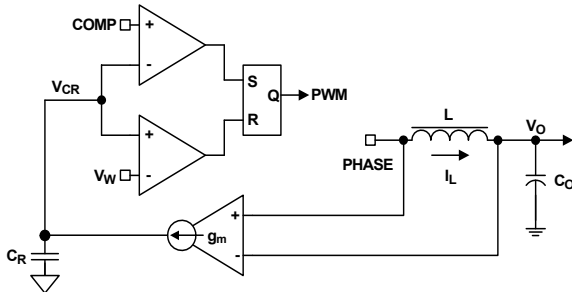 COMP
+
-
V_CR
S
Q
R
PWM
+
-
V_W
L
V_O
PHASE
I_L
C_O
+
g_m
-
C_R